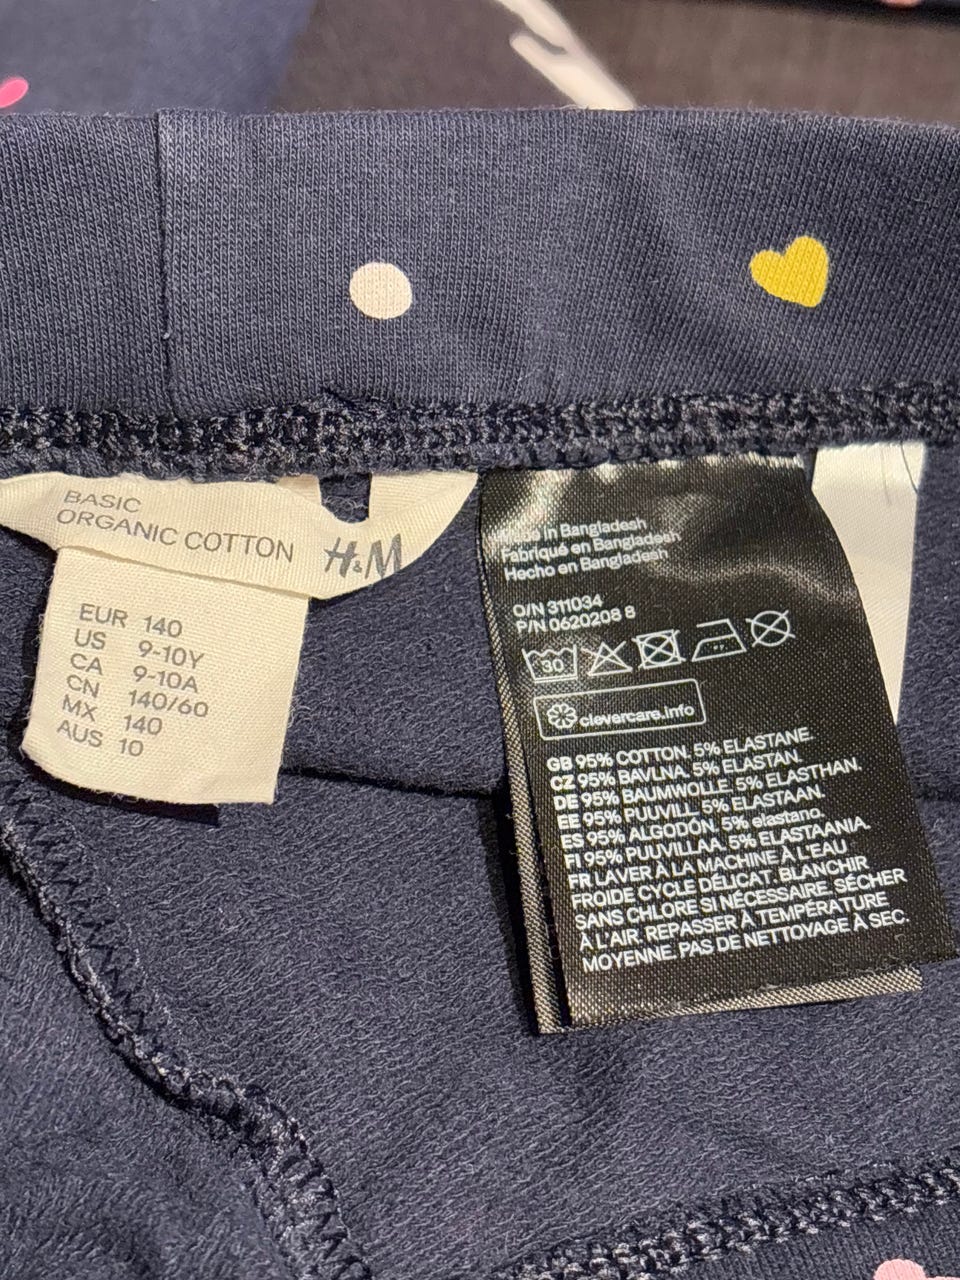 BASIC
ORGANIC COTTON
H&M
EUR 140
US 9-10Y
CA 9-10A
CN 140/60
MX 140
AUS 10
Made in Bangladesh
Fabriqué en Bangladesh
Hecho en Bangladesh
O/N 311034
P/N 0620208 8
30
clevercare.info
GB 95% COTTON. 5% ELASTANE.
CZ 95% BAVLNA. 5% ELASTAN.
DE 95% BAUMWOLLE. 5% ELASTHAN.
EE 95% PUUVILL. 5% ELASTAAN.
ES 95% ALGODÓN. 5% elastano.
FI 95% PUUVILLAA. 5% ELASTAANIA.
FR LAVER À LA MACHINE À L'EAU
FROIDE CYCLE DÉLICAT. BLANCHIR
SANS CHLORE SI NÉCESSAIRE. SÉCHER
À L'AIR. REPASSER À TEMPÉRATURE
MOYENNE. PAS DE NETTOYAGE À SEC.